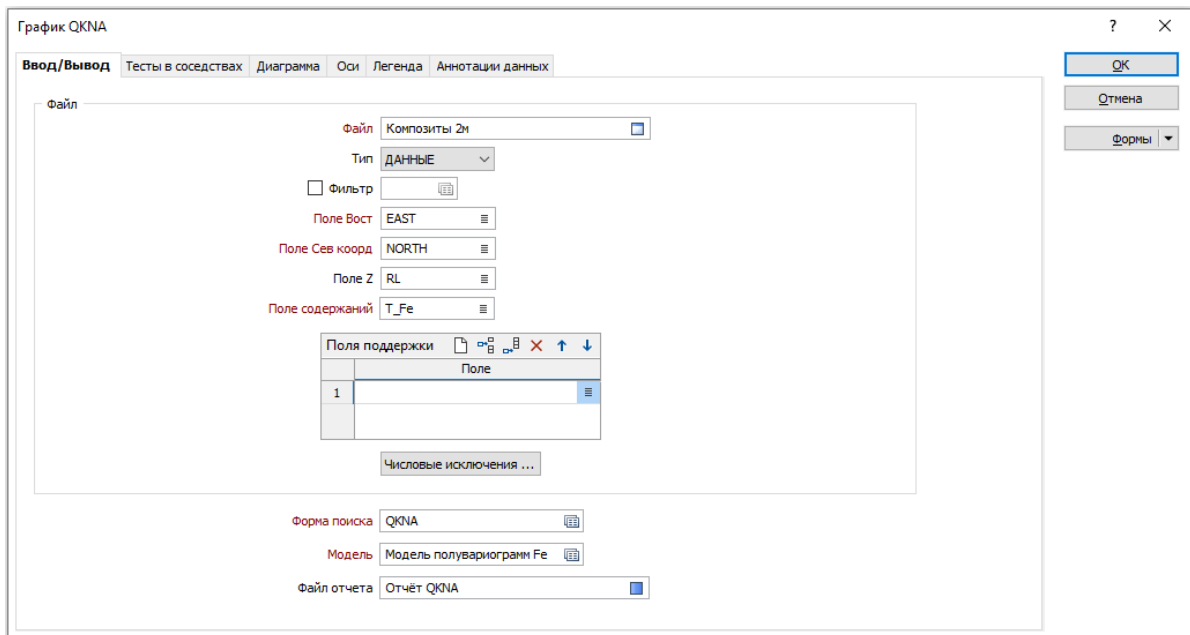 График QKNA ? ×
Ввод/Вывод Тесты в соседствах Диаграмма Оси Легенда Аннотации данных
OK
Отмена
Формы
Файл
Файл Композиты 2м
Тип ДАННЫЕ
Фильтр
Поле Вост EAST
Поле Сев коорд NORTH
Поле Z RL
Поле содержаний T_Fe
Поля поддержки
Поле
1
Числовые исключения ...
Форма поиска QKNA
Модель Модель полувариограмм Fe
Файл отчета Отчёт QKNA